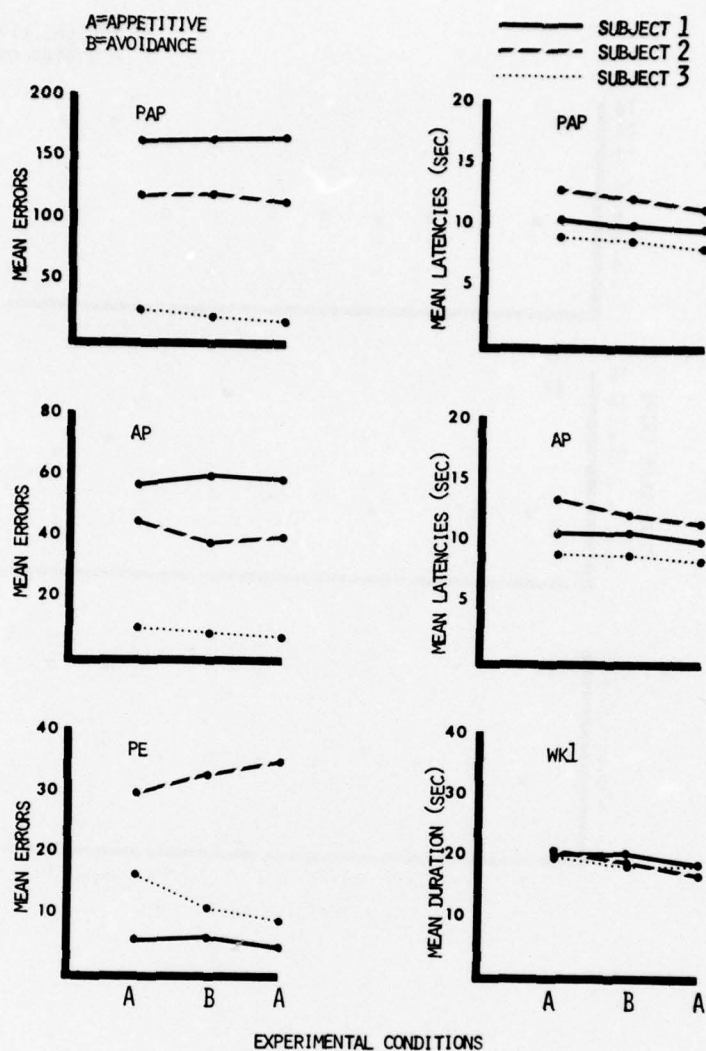 A=APPETITIVE
B=AVOIDANCE
SUBJECT 1
SUBJECT 2
SUBJECT 3
200
150
100
50
MEAN ERRORS
PAP
20
15
10
5
MEAN LATENCIES (SEC)
PAP
80
60
40
20
MEAN ERRORS
AP
20
15
10
5
MEAN LATENCIES (SEC)
AP
40
30
20
10
MEAN ERRORS
PE
A B A
40
30
20
10
MEAN DURATION (SEC)
WK1
A B A
EXPERIMENTAL CONDITIONS